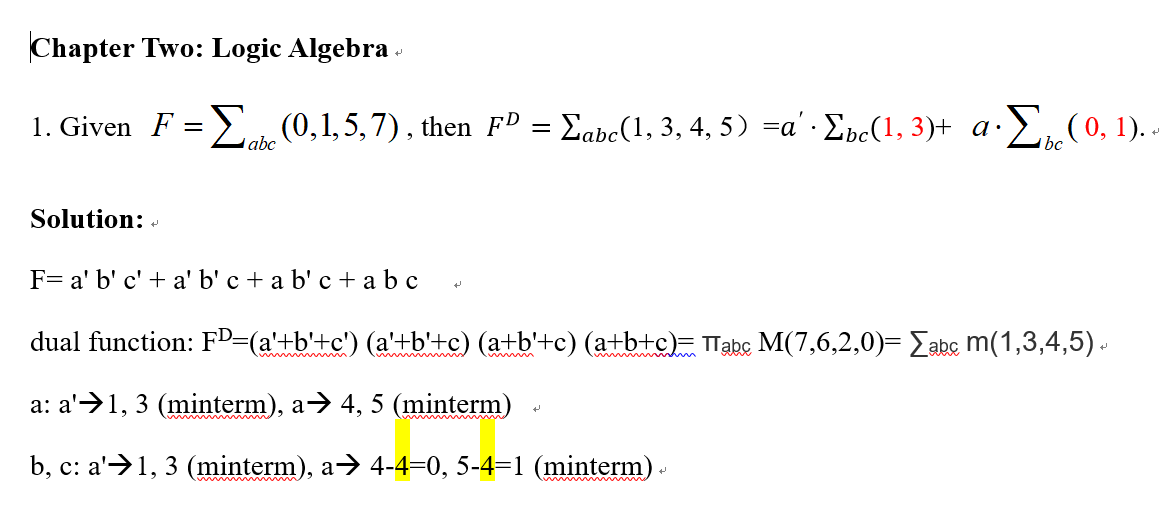 Chapter Two: Logic Algebra
1. Given F = ∑abc (0,1,5,7) , then F^D = ∑abc(1, 3, 4, 5） =a' · ∑bc(1, 3)+ a·∑bc ( 0, 1).
Solution:
F= a' b' c' + a' b' c + a b' c + a b c
dual function: F^D=(a'+b'+c') (a'+b'+c) (a+b'+c) (a+b+c)= πabc M(7,6,2,0)= ∑abc m(1,3,4,5)
a: a'→1, 3 (minterm), a→ 4, 5 (minterm)
b, c: a'→1, 3 (minterm), a→ 4-4=0, 5-4=1 (minterm)